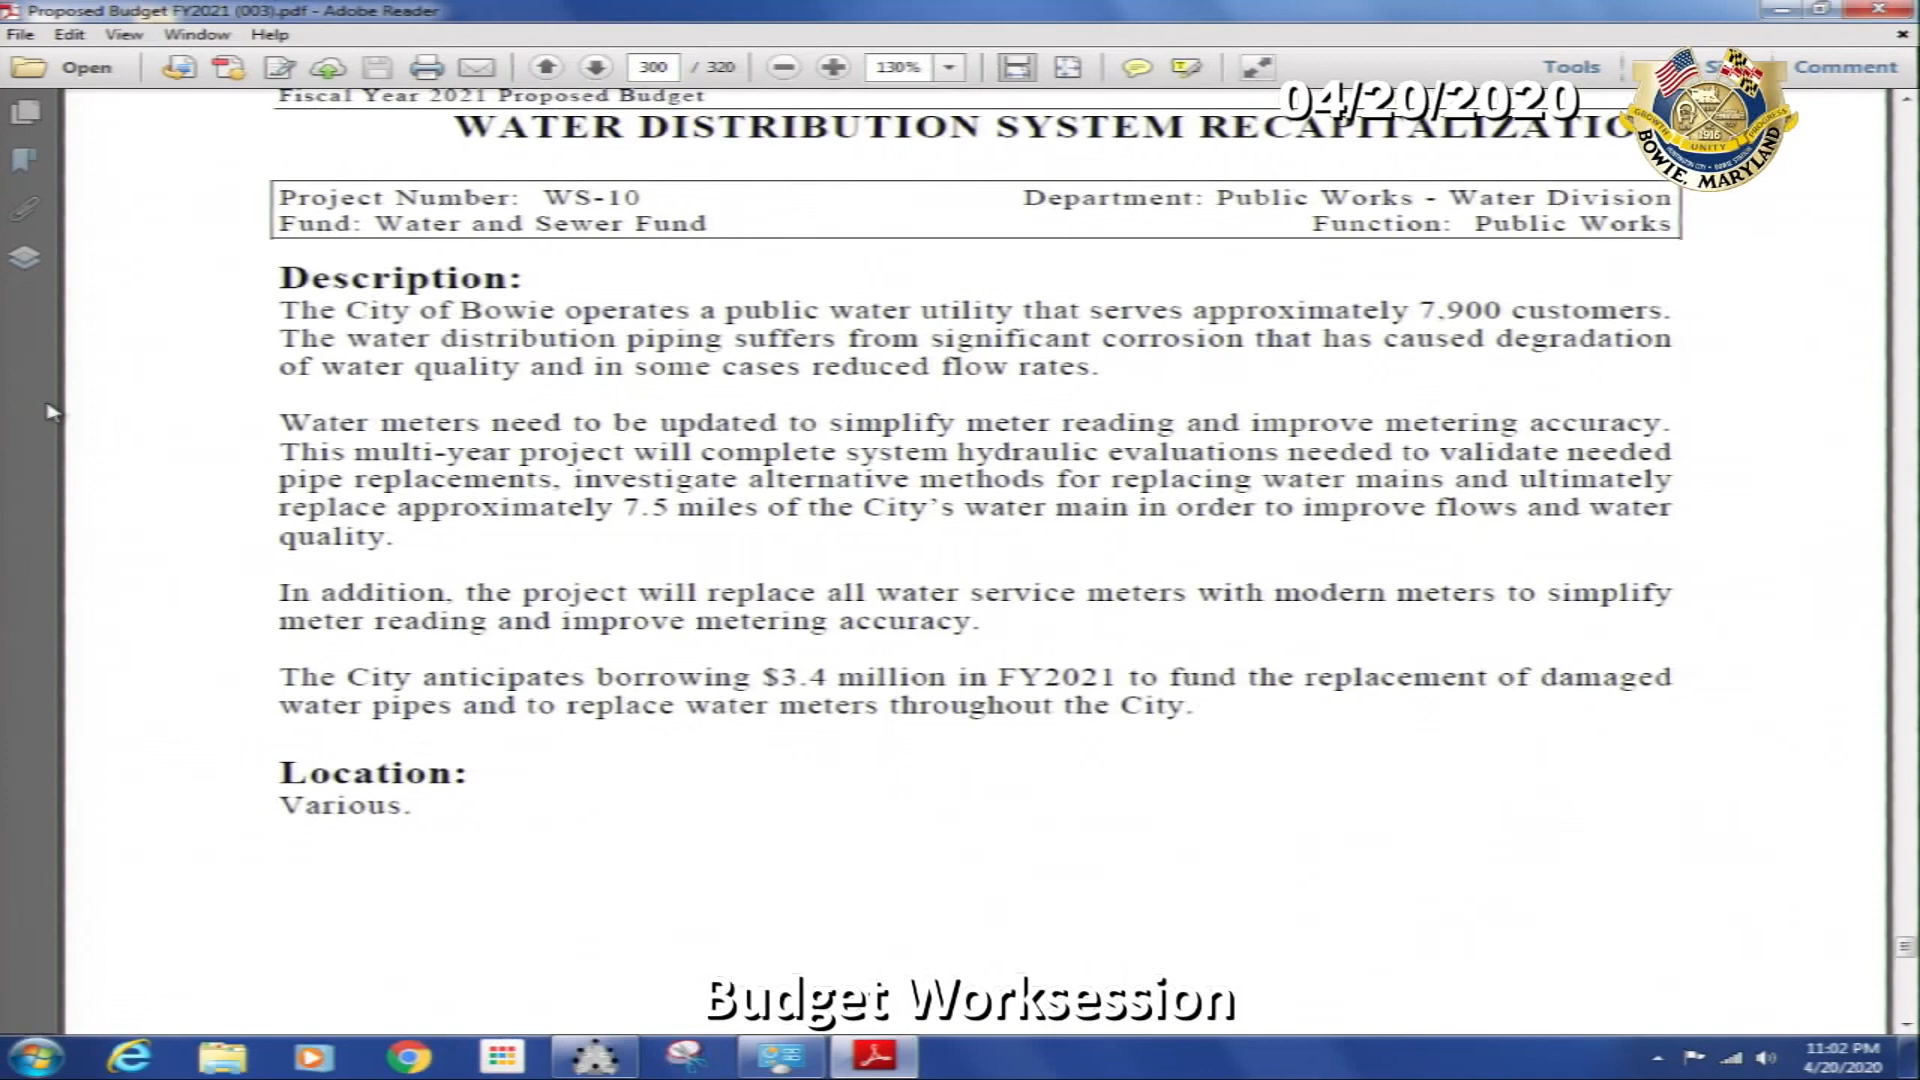 Proposed Budget FY2021 (003).pdf - Adobe Reader
File Edit View Window Help
Open 300 / 320 130% Tools Comment
04/20/2020
Fiscal Year 2021 Proposed Budget
WATER DISTRIBUTION SYSTEM RECAPITALIZATIO
GROWTH PROGRESS
1916
UNITY
BOWIE, MARYLAND
Project Number: WS-10 Department: Public Works - Water Division
Fund: Water and Sewer Fund Function: Public Works
Description:
The City of Bowie operates a public water utility that serves approximately 7,900 customers.
The water distribution piping suffers from significant corrosion that has caused degradation
of water quality and in some cases reduced flow rates.
Water meters need to be updated to simplify meter reading and improve metering accuracy.
This multi-year project will complete system hydraulic evaluations needed to validate needed
pipe replacements, investigate alternative methods for replacing water mains and ultimately
replace approximately 7.5 miles of the City's water main in order to improve flows and water
quality.
In addition, the project will replace all water service meters with modern meters to simplify
meter reading and improve metering accuracy.
The City anticipates borrowing $3.4 million in FY2021 to fund the replacement of damaged
water pipes and to replace water meters throughout the City.
Location:
Various.
Budget Worksession
11:02 PM
4/20/2020